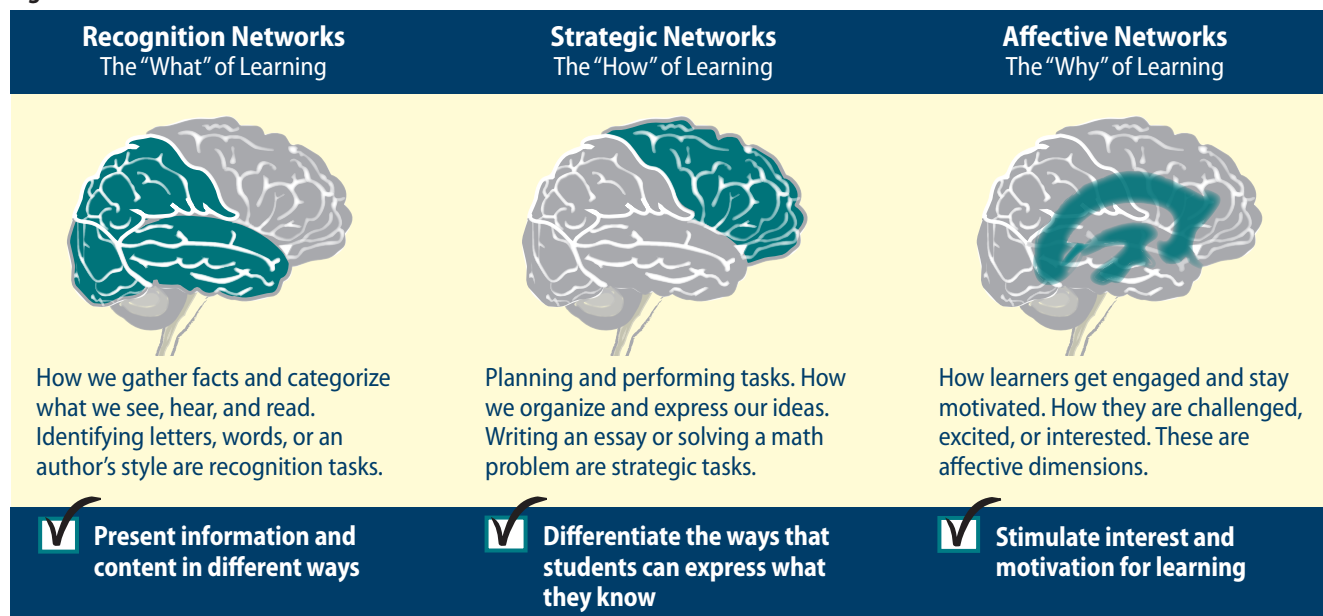 Recognition Networks
The “What” of Learning
How we gather facts and categorize
what we see, hear, and read.
Identifying letters, words, or an
author’s style are recognition tasks.
Present information and
content in different ways
Strategic Networks
The “How” of Learning
Planning and performing tasks. How
we organize and express our ideas.
Writing an essay or solving a math
problem are strategic tasks.
Differentiate the ways that
students can express what
they know
Affective Networks
The “Why” of Learning
How learners get engaged and stay
motivated. How they are challenged,
excited, or interested. These are
affective dimensions.
Stimulate interest and
motivation for learning